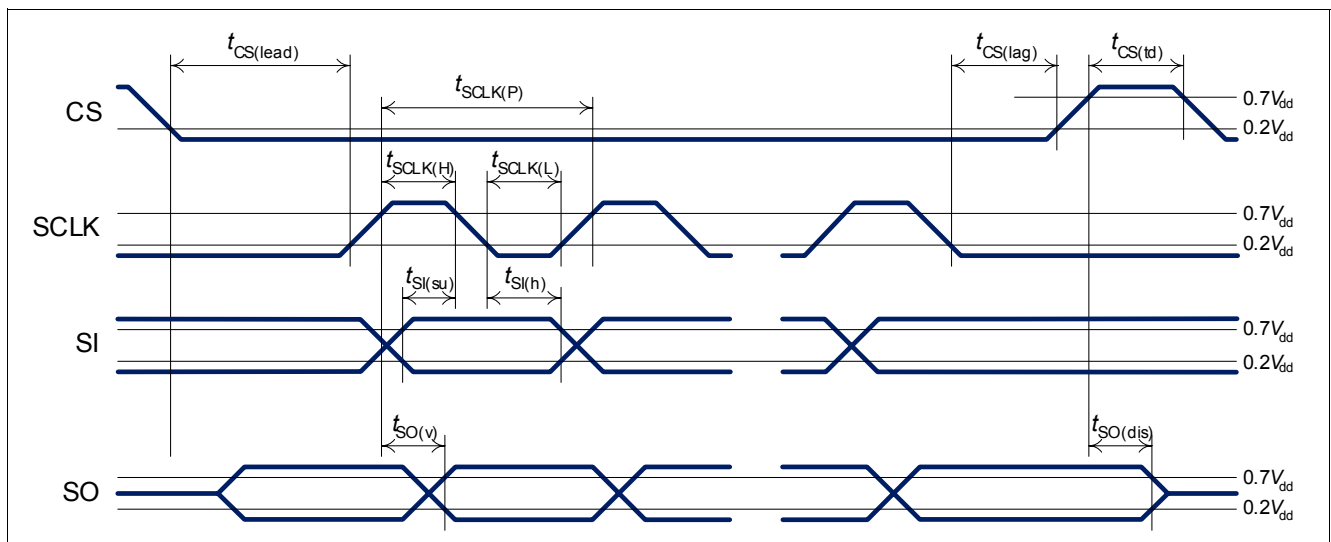 tCS(lead)
tCS(lag)
tCS(td)
tSCLK(P)
CS
0.7Vdd
0.2Vdd
tSCLK(H)
tSCLK(L)
SCLK
0.7Vdd
0.2Vdd
tSI(su)
tSI(h)
SI
0.7Vdd
0.2Vdd
tSO(v)
tSO(dis)
SO
0.7Vdd
0.2Vdd